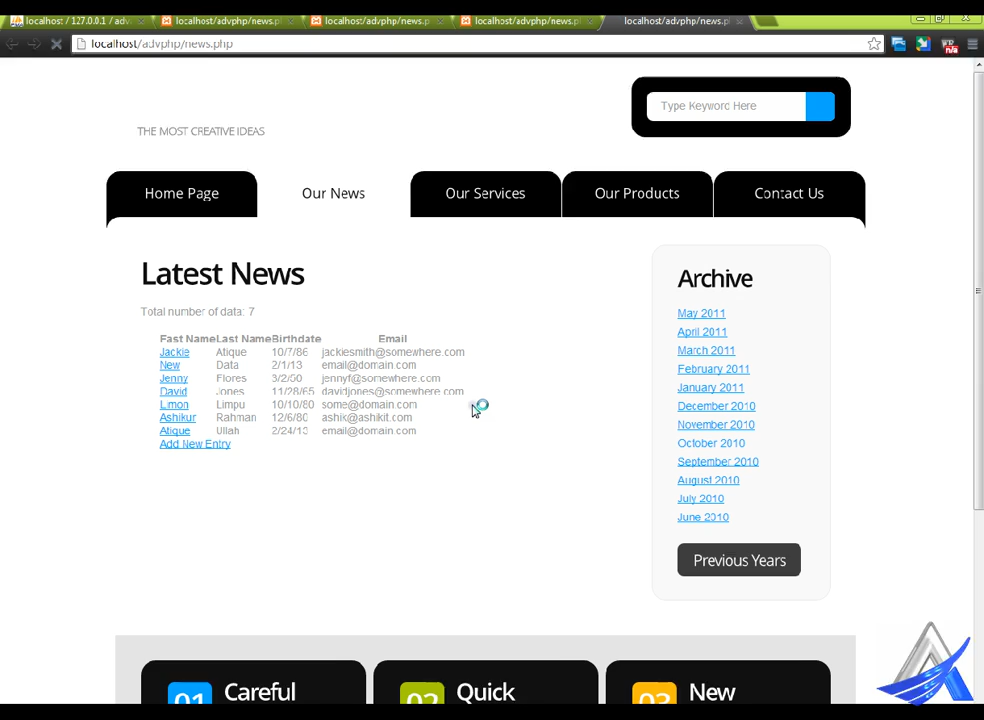 localhost / 127.0.0.1 / adv
localhost/advphp/news.p
localhost/advphp/news.p
localhost/advphp/news.p
localhost/advphp/news.p
localhost/advphp/news.php
n/a
THE MOST CREATIVE IDEAS
Type Keyword Here
Home Page Our News Our Services Our Products Contact Us
Latest News
Total number of data: 7
Fast Name Last Name Birthdate Email
Jackie Atique 10/7/86 jackiesmith@somewhere.com
New Data 2/1/13 email@domain.com
Jenny Flores 3/2/50 jennyf@somewhere.com
David Jones 11/28/65 davidjones@somewhere.com
Limon Limpu 10/10/80 some@domain.com
Ashikur Rahman 12/6/80 ashik@ashikit.com
Atique Ullah 2/24/13 email@domain.com
Add New Entry
Archive
May 2011
April 2011
March 2011
February 2011
January 2011
December 2010
November 2010
October 2010
September 2010
August 2010
July 2010
June 2010
Previous Years
01 Careful
02 Quick
03 New